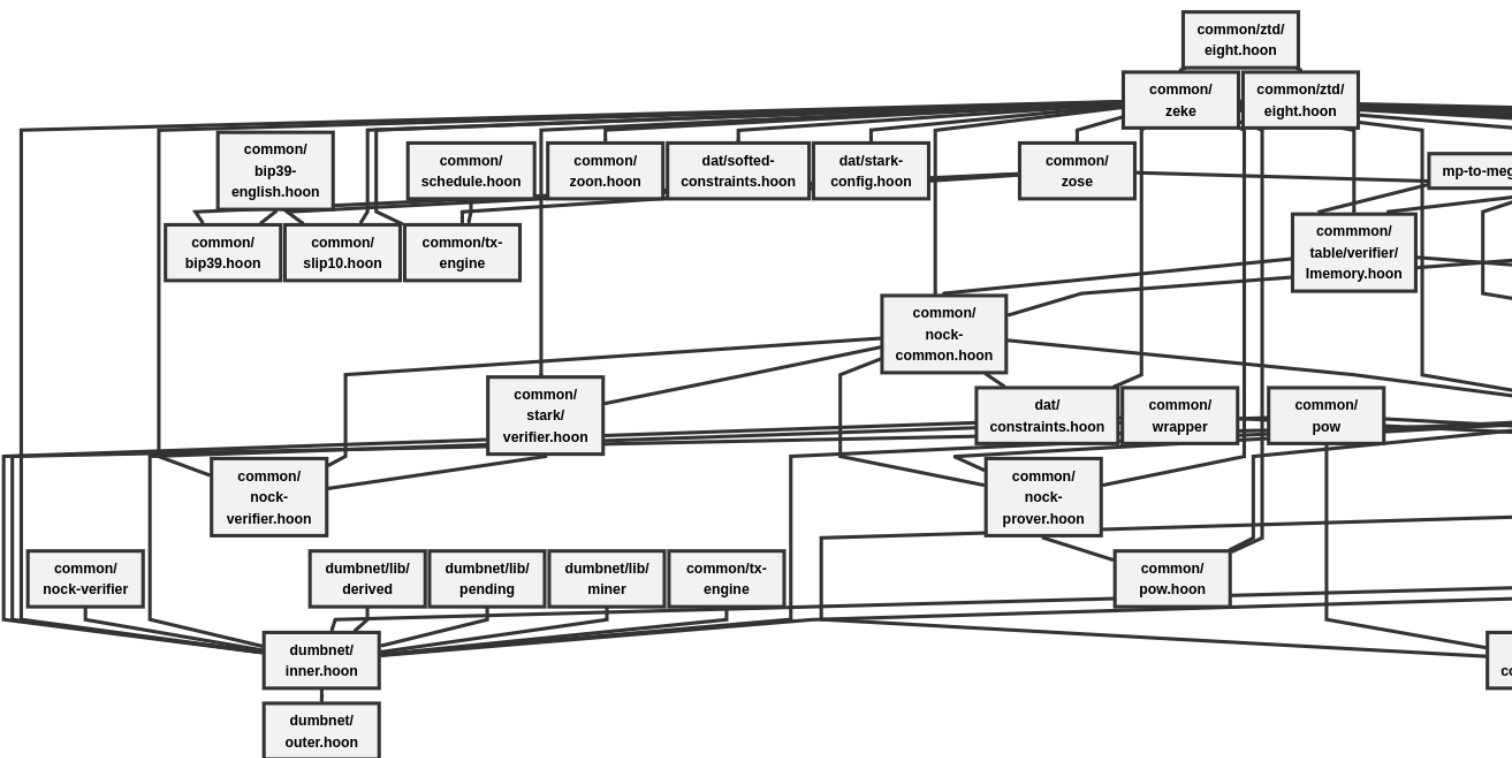 common/ztd/
eight.hoon
common/
zeke
common/ztd/
eight.hoon
common/
bip39-
english.hoon
common/
schedule.hoon
common/
zoon.hoon
dat/softed-
constraints.hoon
dat/stark-
config.hoon
common/
zose
mp-to-meg
common/
bip39.hoon
common/
slip10.hoon
common/tx-
engine
commmon/
table/verifier/
lmemory.hoon
common/
nock-
common.hoon
common/
stark/
verifier.hoon
dat/
constraints.hoon
common/
wrapper
common/
pow
common/
nock-
verifier.hoon
common/
nock-
prover.hoon
common/
nock-verifier
dumbnet/lib/
derived
dumbnet/lib/
pending
dumbnet/lib/
miner
common/tx-
engine
common/
pow.hoon
dumbnet/
inner.hoon
dumbnet/
outer.hoon